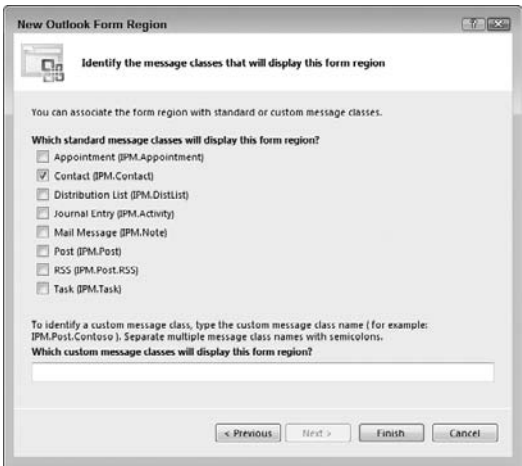 New Outlook Form Region
Identify the message classes that will display this form region
You can associate the form region with standard or custom message classes.
Which standard message classes will display this form region?
Appointment (IPM.Appointment)
Contact (IPM.Contact)
Distribution List (IPM.DistList)
Journal Entry (IPM.Activity)
Mail Message (IPM.Note)
Post (IPM.Post)
RSS (IPM.Post.RSS)
Task (IPM.Task)
To identify a custom message class, type the custom message class name ( for example:
IPM.Post.Contoso ). Separate multiple message class names with semicolons.
Which custom message classes will display this form region?
< Previous Next > Finish Cancel